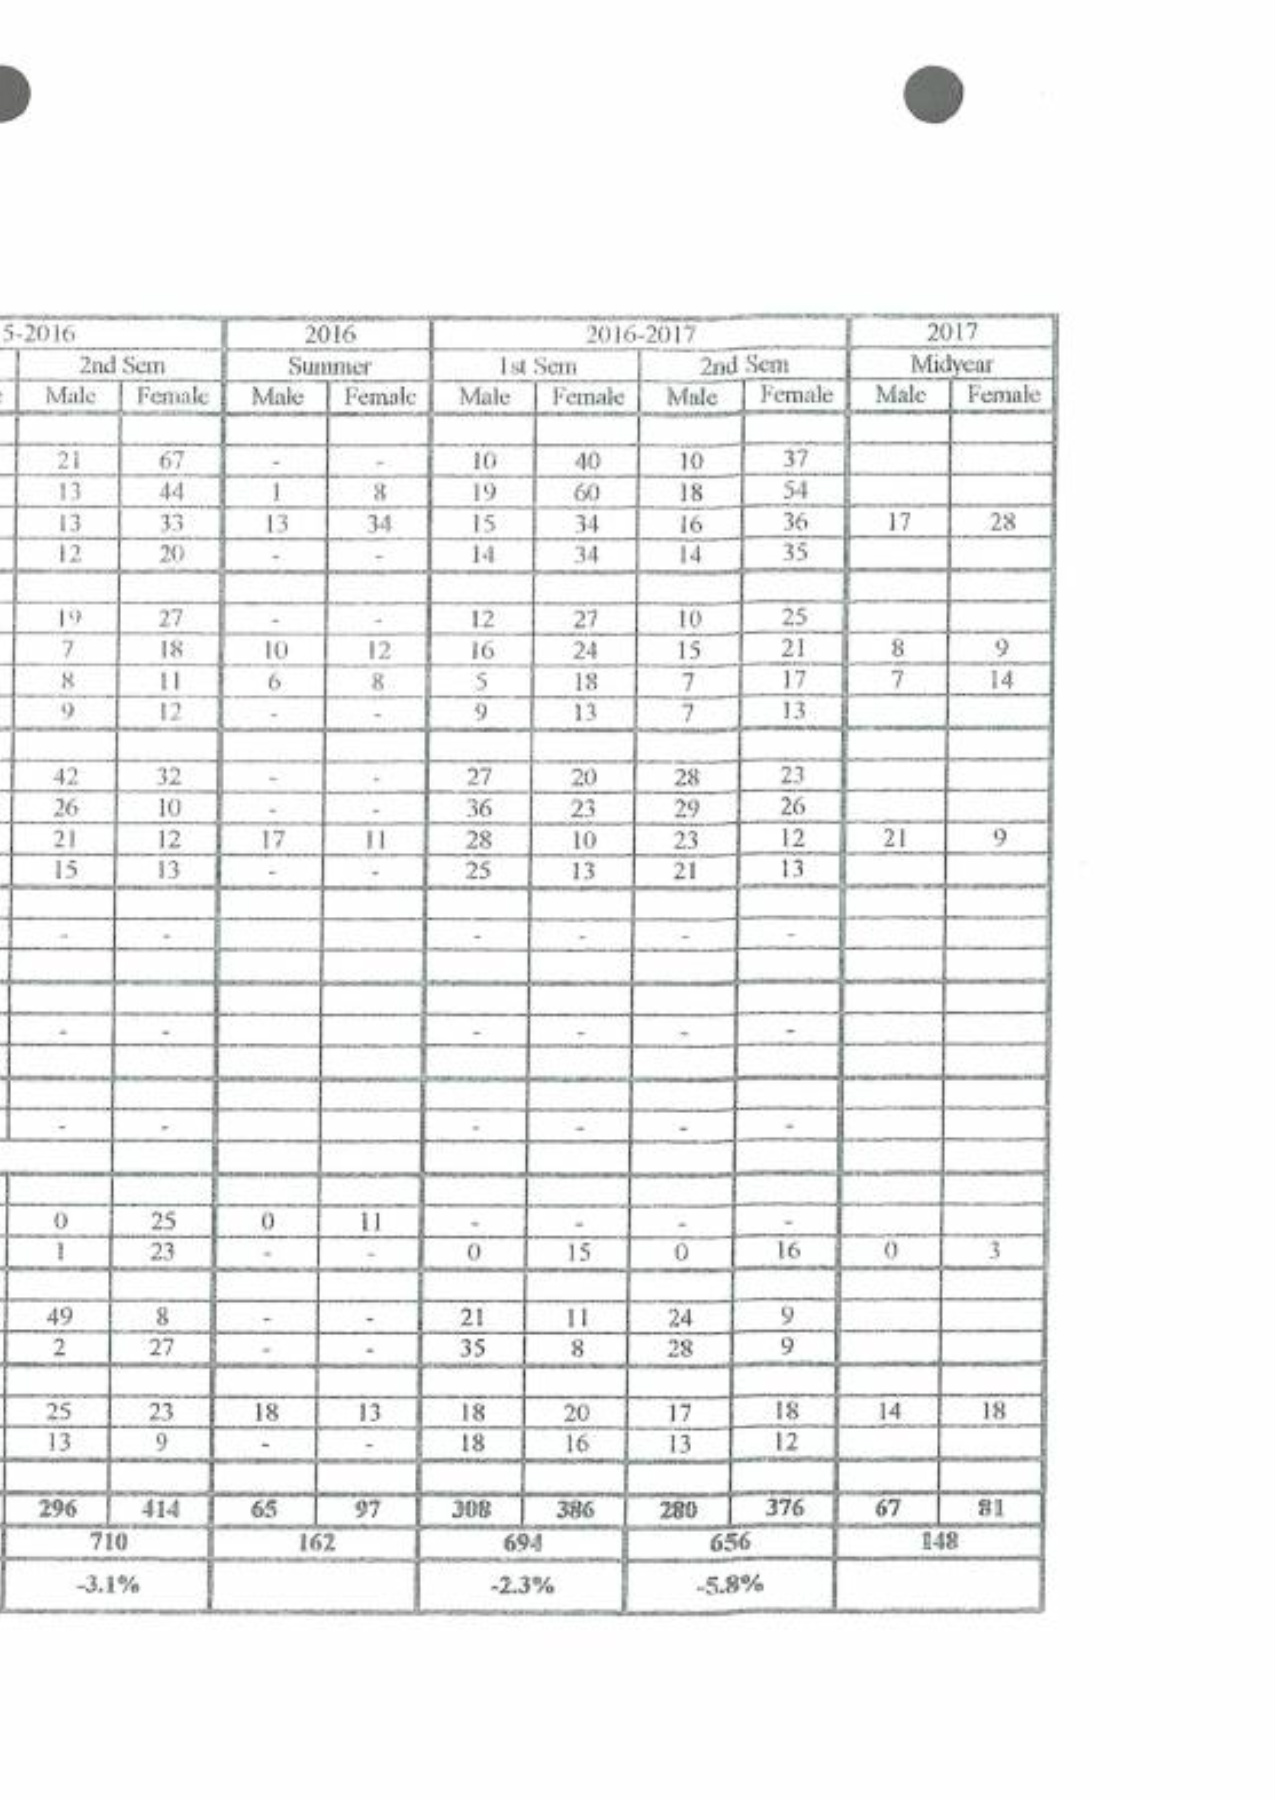 5-2016 2016 2016-2017 2017
2nd Sem Summer 1st Sem 2nd Sem Midyear
Male Female Male Female Male Female Male Female Male Female
21 67 - - 10 40 10 37
13 44 1 8 19 60 18 54
13 33 13 34 15 34 16 36 17 28
12 20 - - 14 34 14 35
19 27 - - 12 27 10 25
7 18 10 12 16 24 15 21 8 9
8 11 6 8 5 18 7 17 7 14
9 12 - - 9 13 7 13
42 32 - - 27 20 28 23
26 10 - - 36 23 29 26
21 12 17 11 28 10 23 12 21 9
15 13 - - 25 13 21 13
- - - - - -
- - - - - -
- - - - - -
0 25 0 11 - - - -
1 23 - - 0 15 0 16 0 3
49 8 - - 21 11 24 9
2 27 - - 35 8 28 9
25 23 18 13 18 20 17 18 14 18
13 9 - - 18 16 13 12
296 414 65 97 308 386 280 376 67 81
710 162 694 656 148
-3.1% -2.3% -5.8%